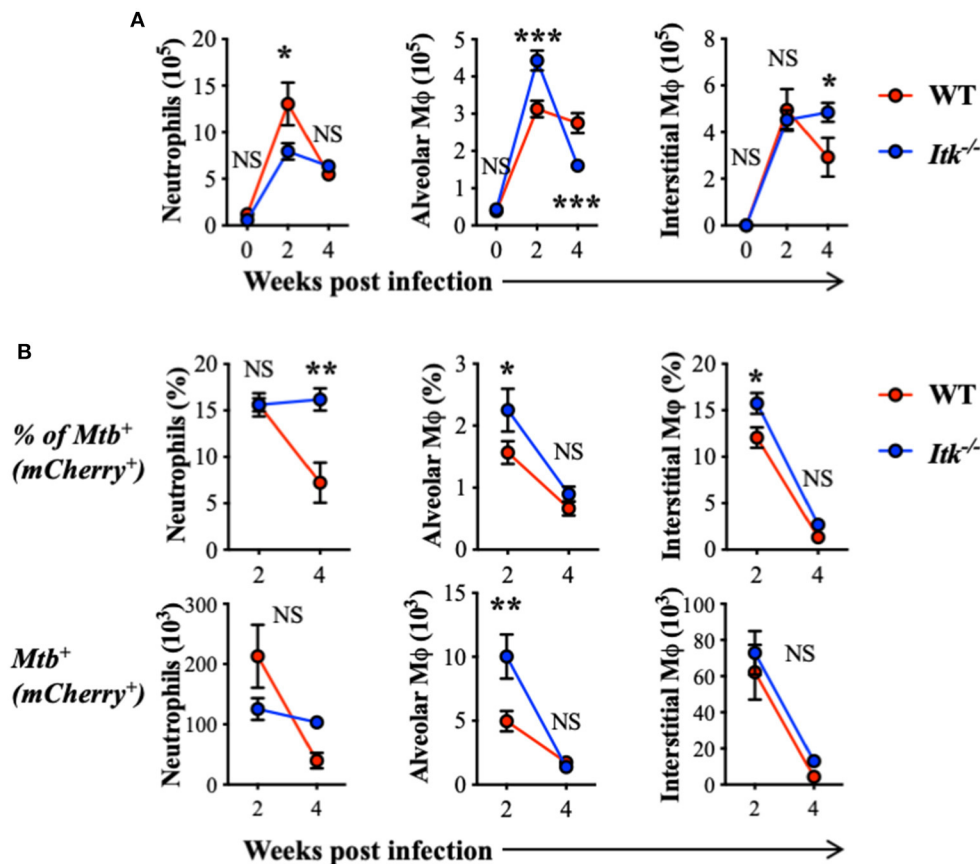 A
Neutrophils (10⁵)
20
15
10
5
0
NS
*
NS
0 2 4
Alveolar Mϕ (10⁵)
5
4
3
2
1
0
NS
***
***
0 2 4
Interstitial Mϕ (10⁵)
8
6
4
2
0
NS
NS
*
0 2 4
WT
Itk⁻/⁻
Weeks post infection
B
% of Mtb⁺
(mCherry⁺)
Neutrophils (%)
20
15
10
5
0
NS
**
2 4
Alveolar Mϕ (%)
3
2
1
0
*
NS
2 4
Interstitial Mφ (%)
20
15
10
5
0
*
NS
2 4
WT
Itk⁻/⁻
Mtb⁺
(mCherry⁺)
Neutrophils (10³)
300
200
100
0
NS
2 4
Alveolar Mϕ (10³)
15
10
5
0
**
NS
2 4
Interstitial Mϕ (10³)
100
80
60
40
20
0
NS
2 4
Weeks post infection